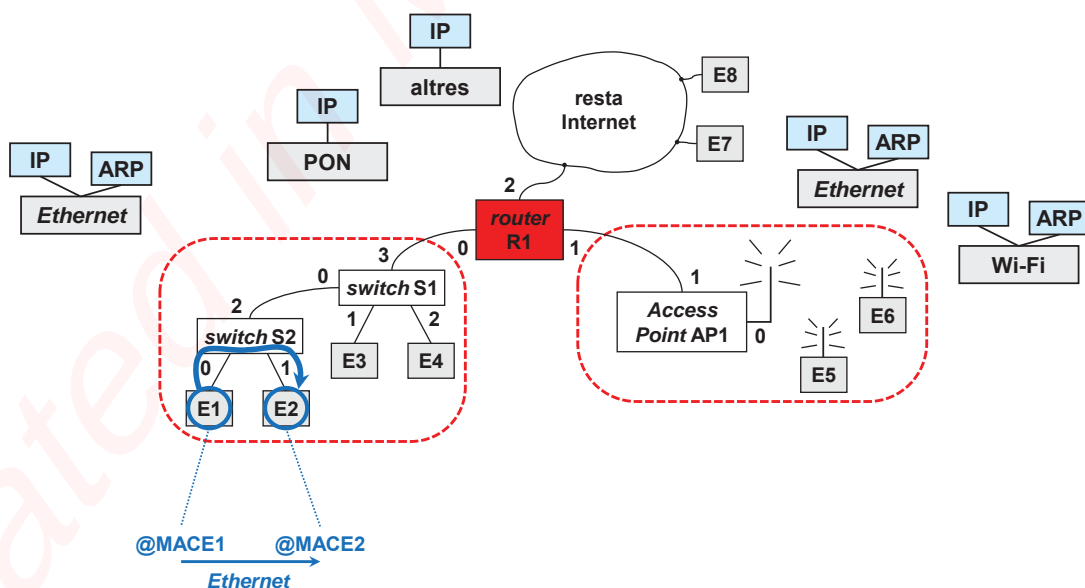 IP
altres
IP
PON
IP
ARP
Ethernet
resta
Internet
E8
E7
IP
ARP
Ethernet
IP
ARP
Wi-Fi
2
router
R1
0
1
3
switch S1
0
1
2
E3
E4
2
switch S2
0
1
E1
E2
1
Access
Point AP1
0
E5
E6
@MACE1
@MACE2
Ethernet